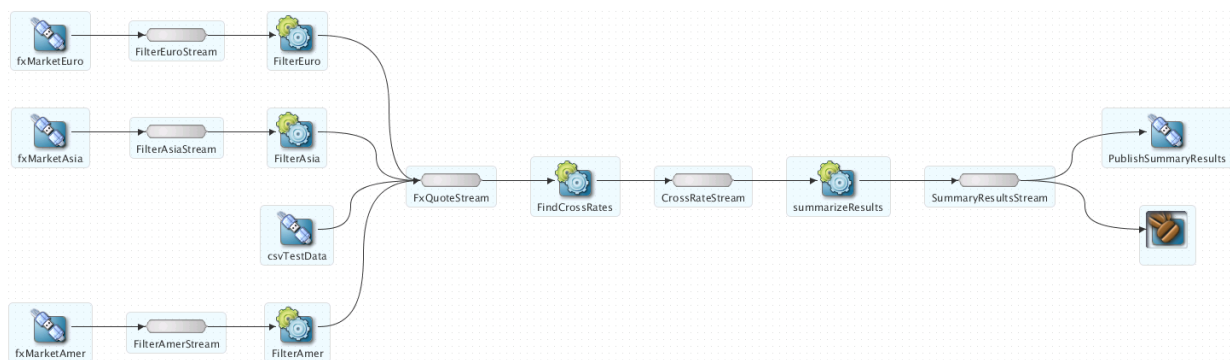 fxMarketEuro
FilterEuroStream
FilterEuro
fxMarketAsia
FilterAsiaStream
FilterAsia
PublishSummaryResults
FxQuoteStream
FindCrossRates
CrossRateStream
summarizeResults
SummaryResultsStream
csvTestData
fxMarketAmer
FilterAmerStream
FilterAmer